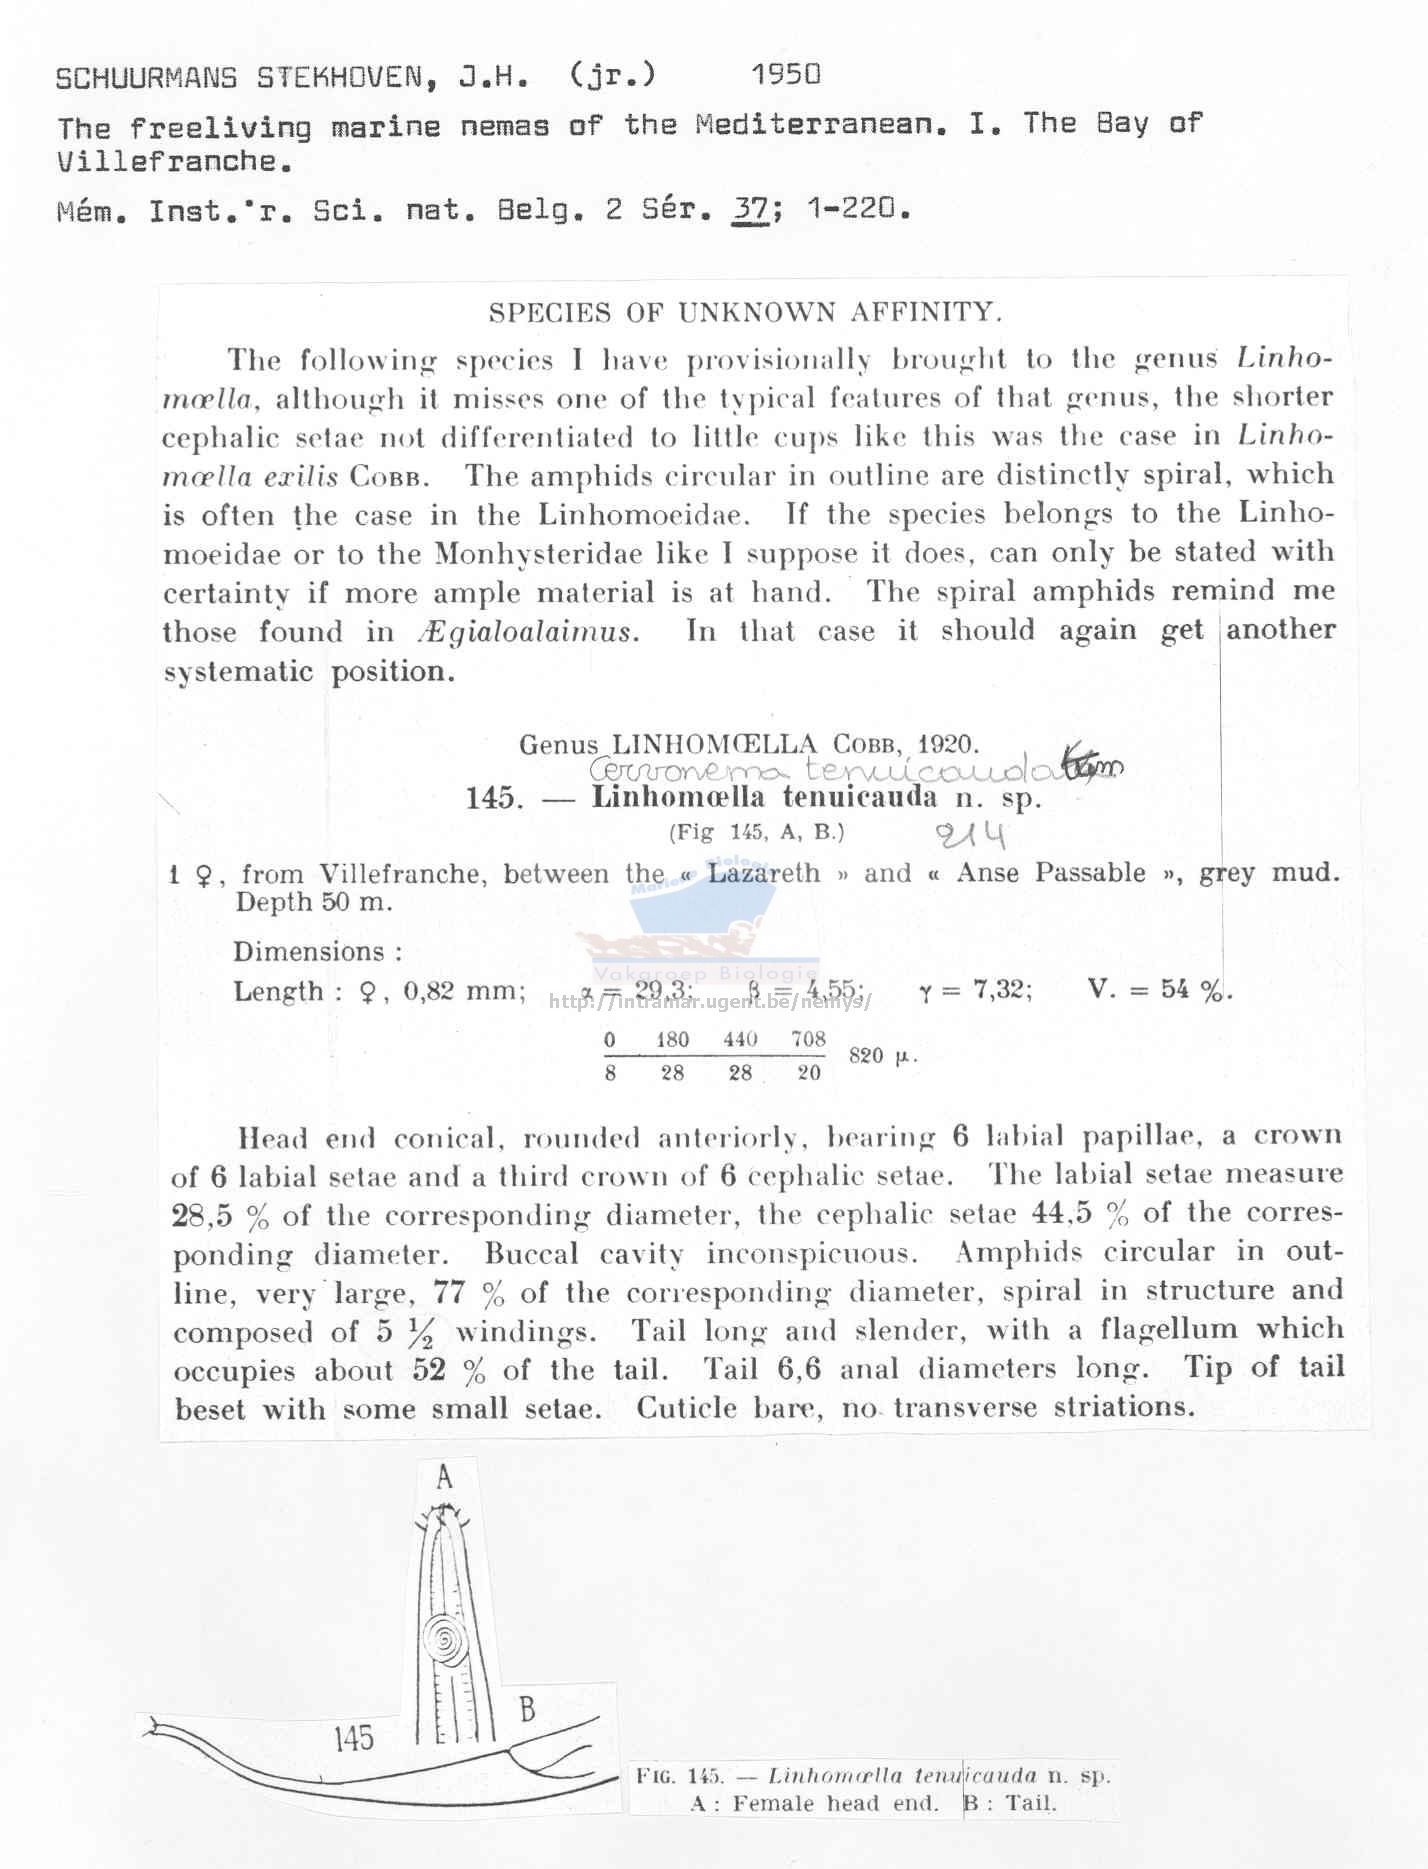 SCHUURMANS STEKHOVEN, J.H. (jr.) 1950
The freeliving marine nemas of the Mediterranean. I. The Bay of
Villefranche.
Mém. Inst. r. Sci. nat. Belg. 2 Sér. 37; 1-220.
SPECIES OF UNKNOWN AFFINITY.
The following species I have provisionally brought to the genus Linho-
mœlla, although it misses one of the typical features of that genus, the shorter
cephalic setae not differentiated to little cups like this was the case in Linho-
mœlla exilis COBB. The amphids circular in outline are distinctly spiral, which
is often the case in the Linhomoeidae. If the species belongs to the Linho-
moeidae or to the Monhysteridae like I suppose it does, can only be stated with
certainty if more ample material is at hand. The spiral amphids remind me
those found in Ægialoalaimus. In that case it should again get another
systematic position.
Genus LINHOMŒLLA COBB, 1920.
Cervonema tenuicauda
145. — Linhomœlla tenuicauda n. sp.
(Fig 145, A, B.) 214
1 ♀, from Villefranche, between the « Lazareth » and « Anse Passable », grey mud.
Depth 50 m.
Mariene Biologie
Dimensions :
Vakgroep Biologie
Length : ♀, 0,82 mm; α = 29,3; β = 4,55; γ = 7,32; V. = 54 %.
http://intramar.ugent.be/nemys/
0 180 440 708
820 μ.
8 28 28 20
Head end conical, rounded anteriorly, bearing 6 labial papillae, a crown
of 6 labial setae and a third crown of 6 cephalic setae. The labial setae measure
28,5 % of the corresponding diameter, the cephalic setae 44,5 % of the corres-
ponding diameter. Buccal cavity inconspicuous. Amphids circular in out-
line, very large, 77 % of the corresponding diameter, spiral in structure and
composed of 5 ½ windings. Tail long and slender, with a flagellum which
occupies about 52 % of the tail. Tail 6,6 anal diameters long. Tip of tail
beset with some small setae. Cuticle bare, no transverse striations.
A
B
145
FIG. 145. — Linhomœlla tenuicauda n. sp.
A : Female head end. B : Tail.